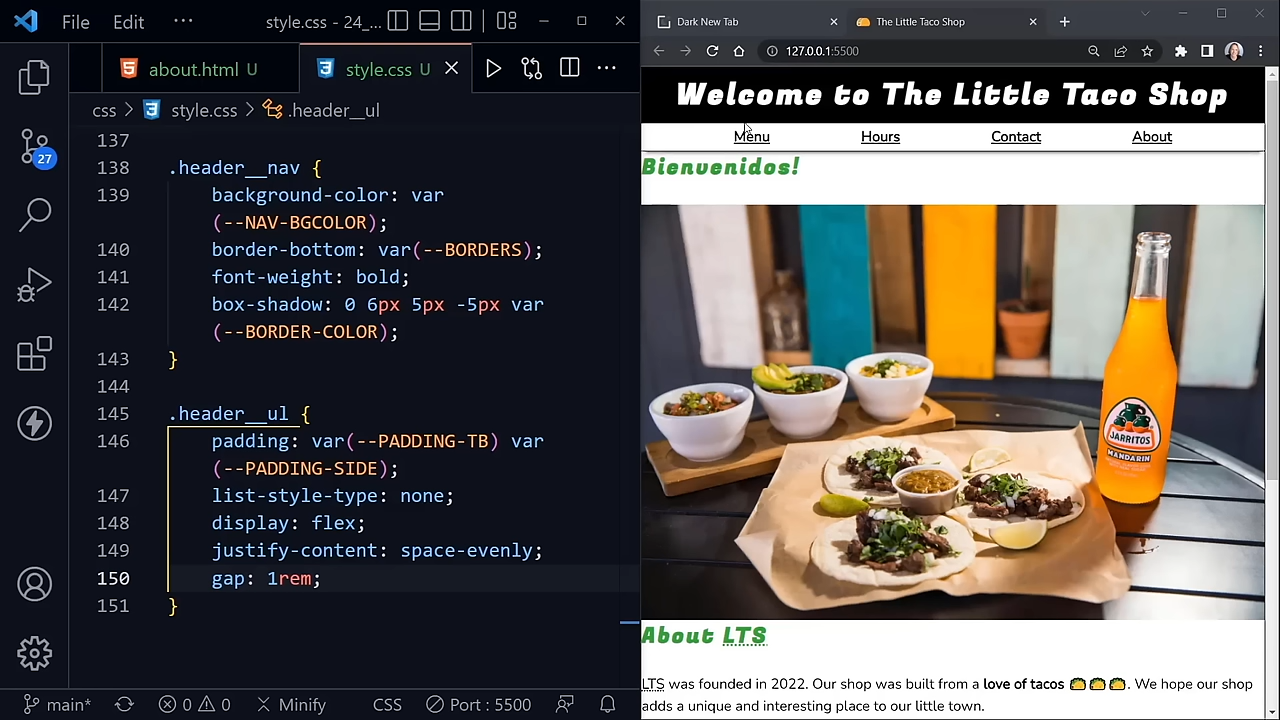 File Edit ··· style.css - 24_...
about.html U style.css U
css > style.css > .header__ul
137
138 .header__nav {
139 background-color: var
(--NAV-BGCOLOR);
140 border-bottom: var(--BORDERS);
141 font-weight: bold;
142 box-shadow: 0 6px 5px -5px var
(--BORDER-COLOR);
143 }
144
145 .header__ul {
146 padding: var(--PADDING-TB) var
(--PADDING-SIDE);
147 list-style-type: none;
148 display: flex;
149 justify-content: space-evenly;
150 gap: 1rem;
151 }
27
main* 0 0 Minify CSS Port : 5500
Dark New Tab The Little Taco Shop
127.0.0.1:5500
Welcome to The Little Taco Shop
Menu Hours Contact About
Bienvenidos!
JARRITOS
MANDARIN
About LTS
LTS was founded in 2022. Our shop was built from a love of tacos 🌮🌮🌮. We hope our shop
adds a unique and interesting place to our little town.